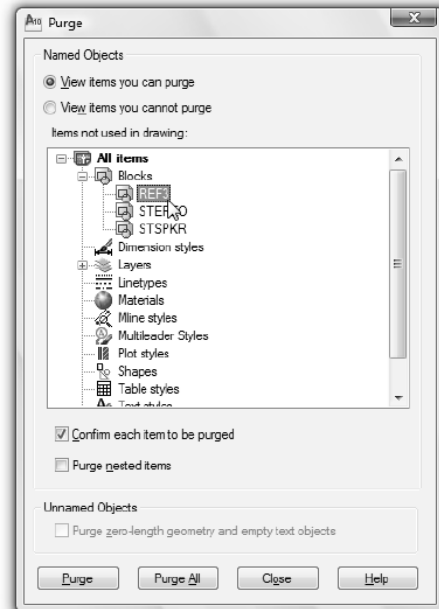 Purge
Named Objects
View items you can purge
View items you cannot purge
Items not used in drawing:
All items
Blocks
REF3
STSPKR
Dimension styles
Layers
Linetypes
Materials
Mline styles
Multileader Styles
Plot styles
Shapes
Table styles
Text styles
Confirm each item to be purged
Purge nested items
Unnamed Objects
Purge zero-length geometry and empty text objects
Purge
Purge All
Close
Help